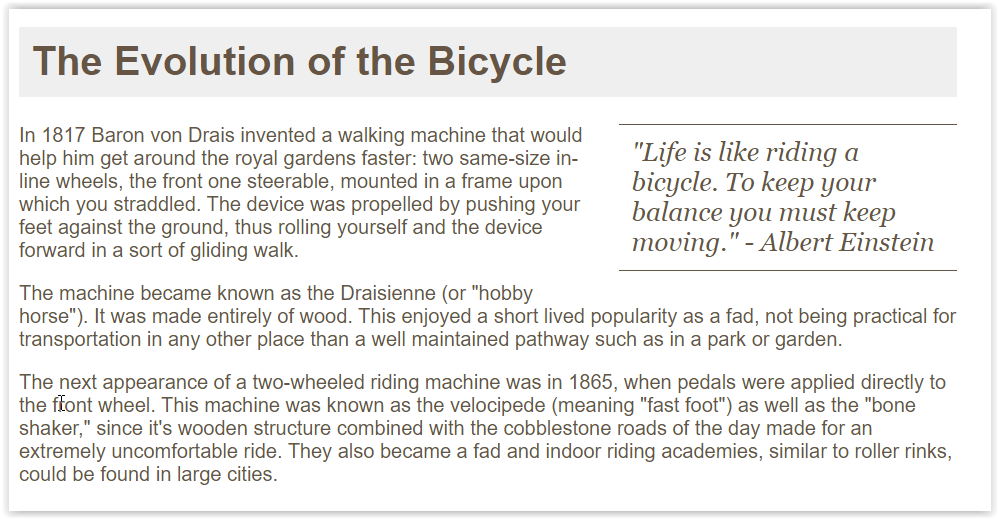 The Evolution of the Bicycle
In 1817 Baron von Drais invented a walking machine that would
help him get around the royal gardens faster: two same-size in-
line wheels, the front one steerable, mounted in a frame upon
which you straddled. The device was propelled by pushing your
feet against the ground, thus rolling yourself and the device
forward in a sort of gliding walk.
"Life is like riding a
bicycle. To keep your
balance you must keep
moving." - Albert Einstein
The machine became known as the Draisienne (or "hobby
horse"). It was made entirely of wood. This enjoyed a short lived popularity as a fad, not being practical for
transportation in any other place than a well maintained pathway such as in a park or garden.
The next appearance of a two-wheeled riding machine was in 1865, when pedals were applied directly to
the front wheel. This machine was known as the velocipede (meaning "fast foot") as well as the "bone
shaker," since it's wooden structure combined with the cobblestone roads of the day made for an
extremely uncomfortable ride. They also became a fad and indoor riding academies, similar to roller rinks,
could be found in large cities.